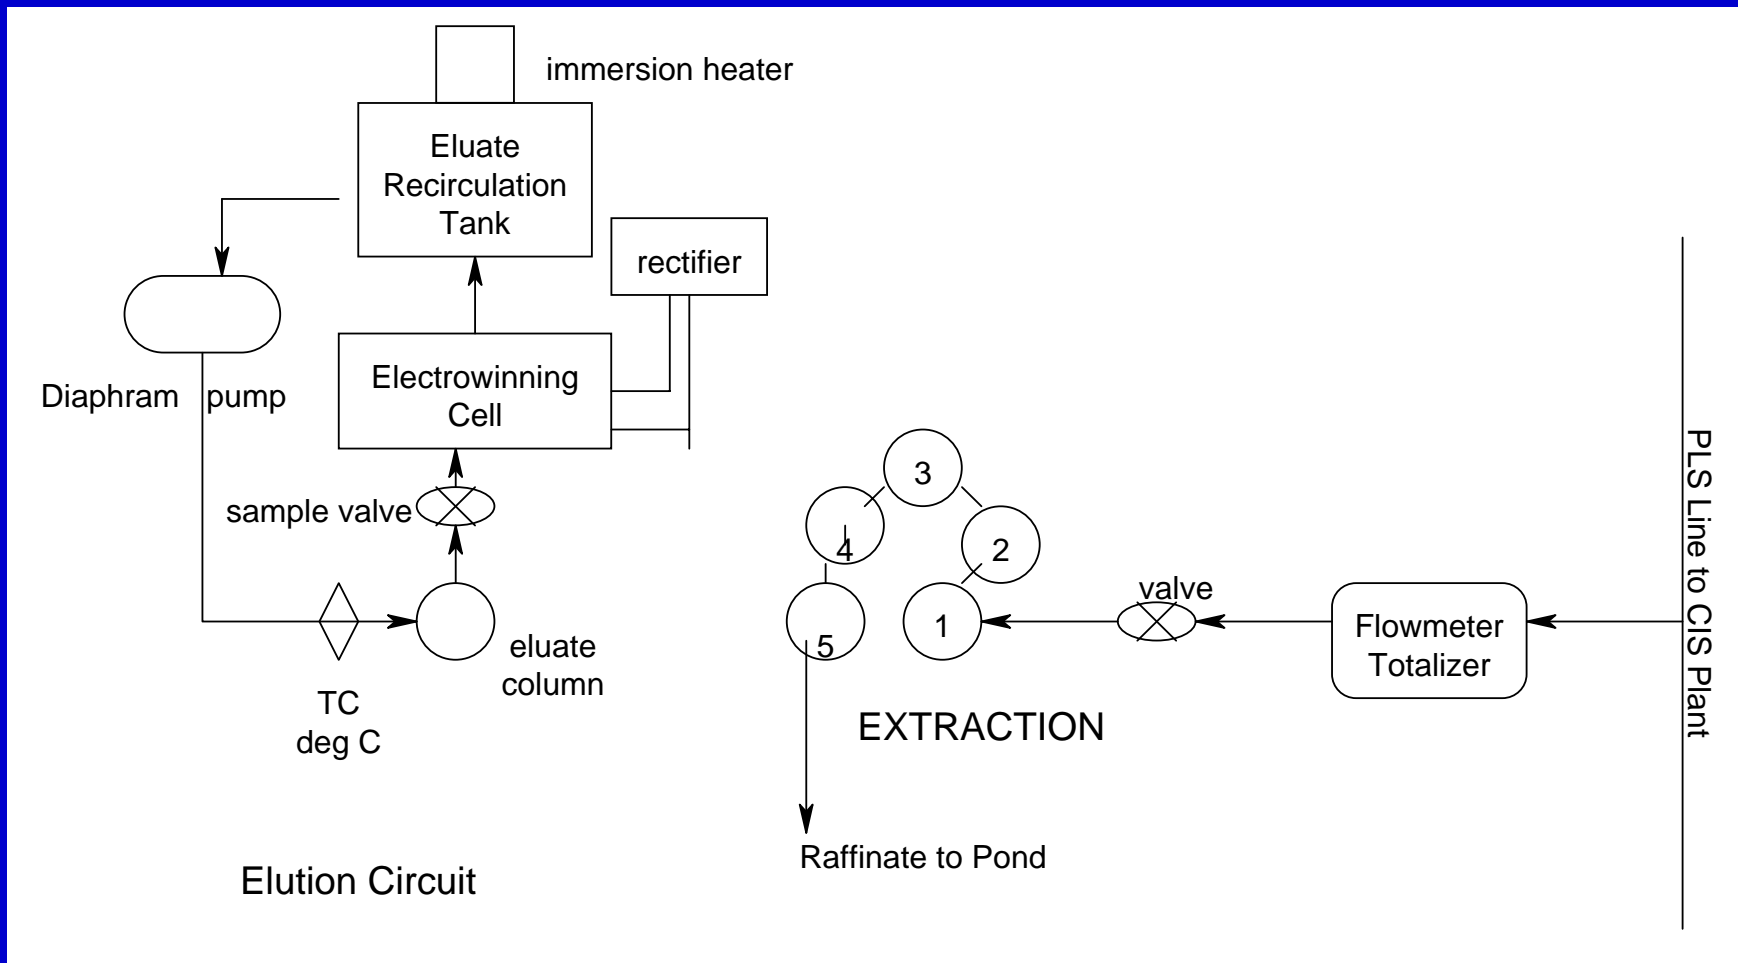 immersion heater
Eluate
Recirculation
Tank
rectifier
Diaphram pump
Electrowinning
Cell
sample valve
eluate
column
TC
deg C
Elution Circuit
3
4
2
5
1
valve
Flowmeter
Totalizer
PLS Line to CIS Plant
EXTRACTION
Raffinate to Pond